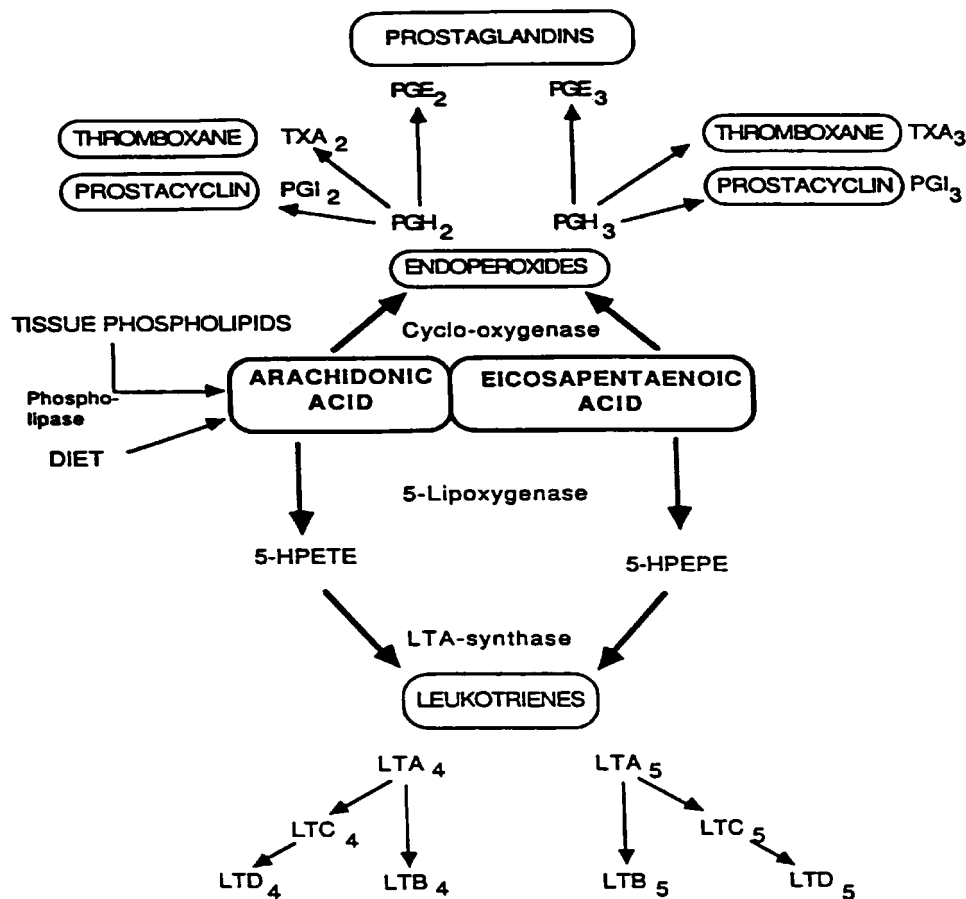 PROSTAGLANDINS
PGE2 PGE3
THROMBOXANE TXA2 THROMBOXANE TXA3
PROSTACYCLIN PGI2 PROSTACYCLIN PGI3
PGH2 PGH3
ENDOPEROXIDES
TISSUE PHOSPHOLIPIDS Cyclo-oxygenase
ARACHIDONIC EICOSAPENTAENOIC
ACID ACID
Phospho-
lipase
DIET
5-Lipoxygenase
5-HPETE 5-HPEPE
LTA-synthase
LEUKOTRIENES
LTA4 LTA5
LTC4 LTC5
LTD4 LTB4 LTB5 LTD5